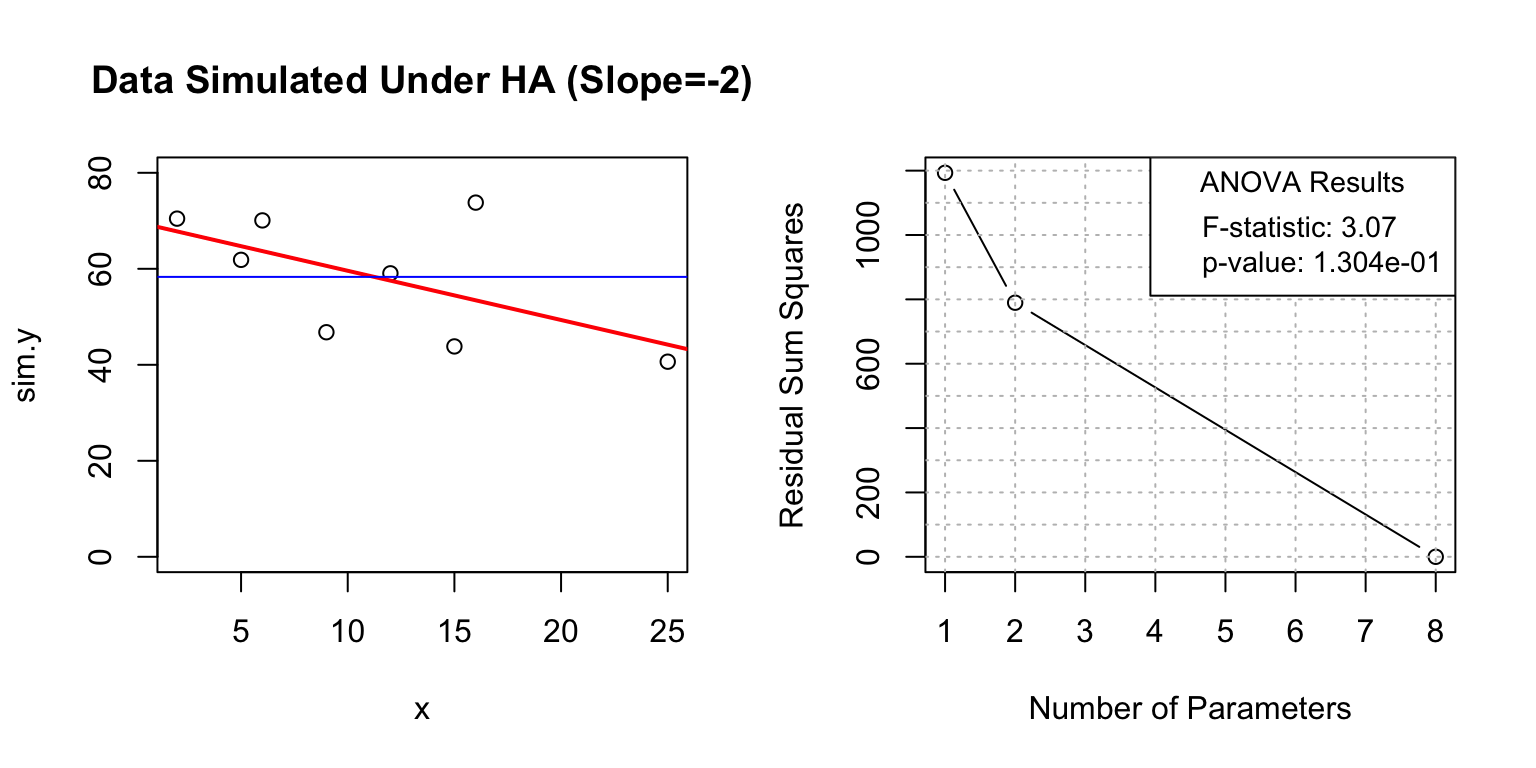 Data Simulated Under HA (Slope=-2)
sim.y
80
60
40
20
0
5 10 15 20 25
x
Residual Sum Squares
1000
600
200
0
ANOVA Results
F-statistic: 3.07
p-value: 1.304e-01
1 2 3 4 5 6 7 8
Number of Parameters